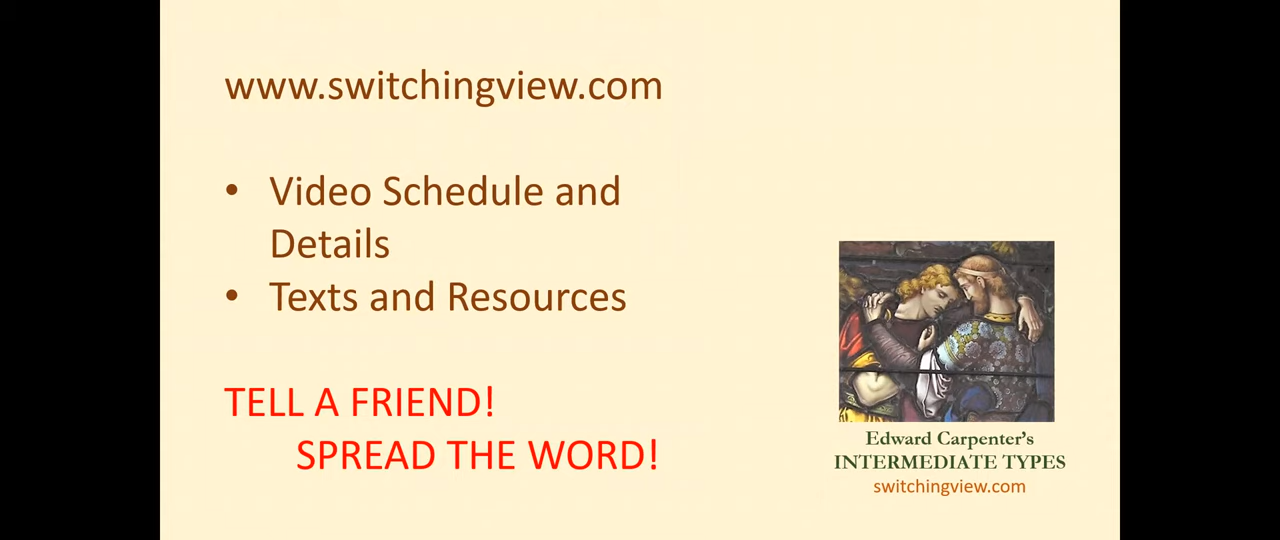 www.switchingview.com
• Video Schedule and
Details
• Texts and Resources
TELL A FRIEND!
SPREAD THE WORD!
Edward Carpenter's
INTERMEDIATE TYPES
switchingview.com